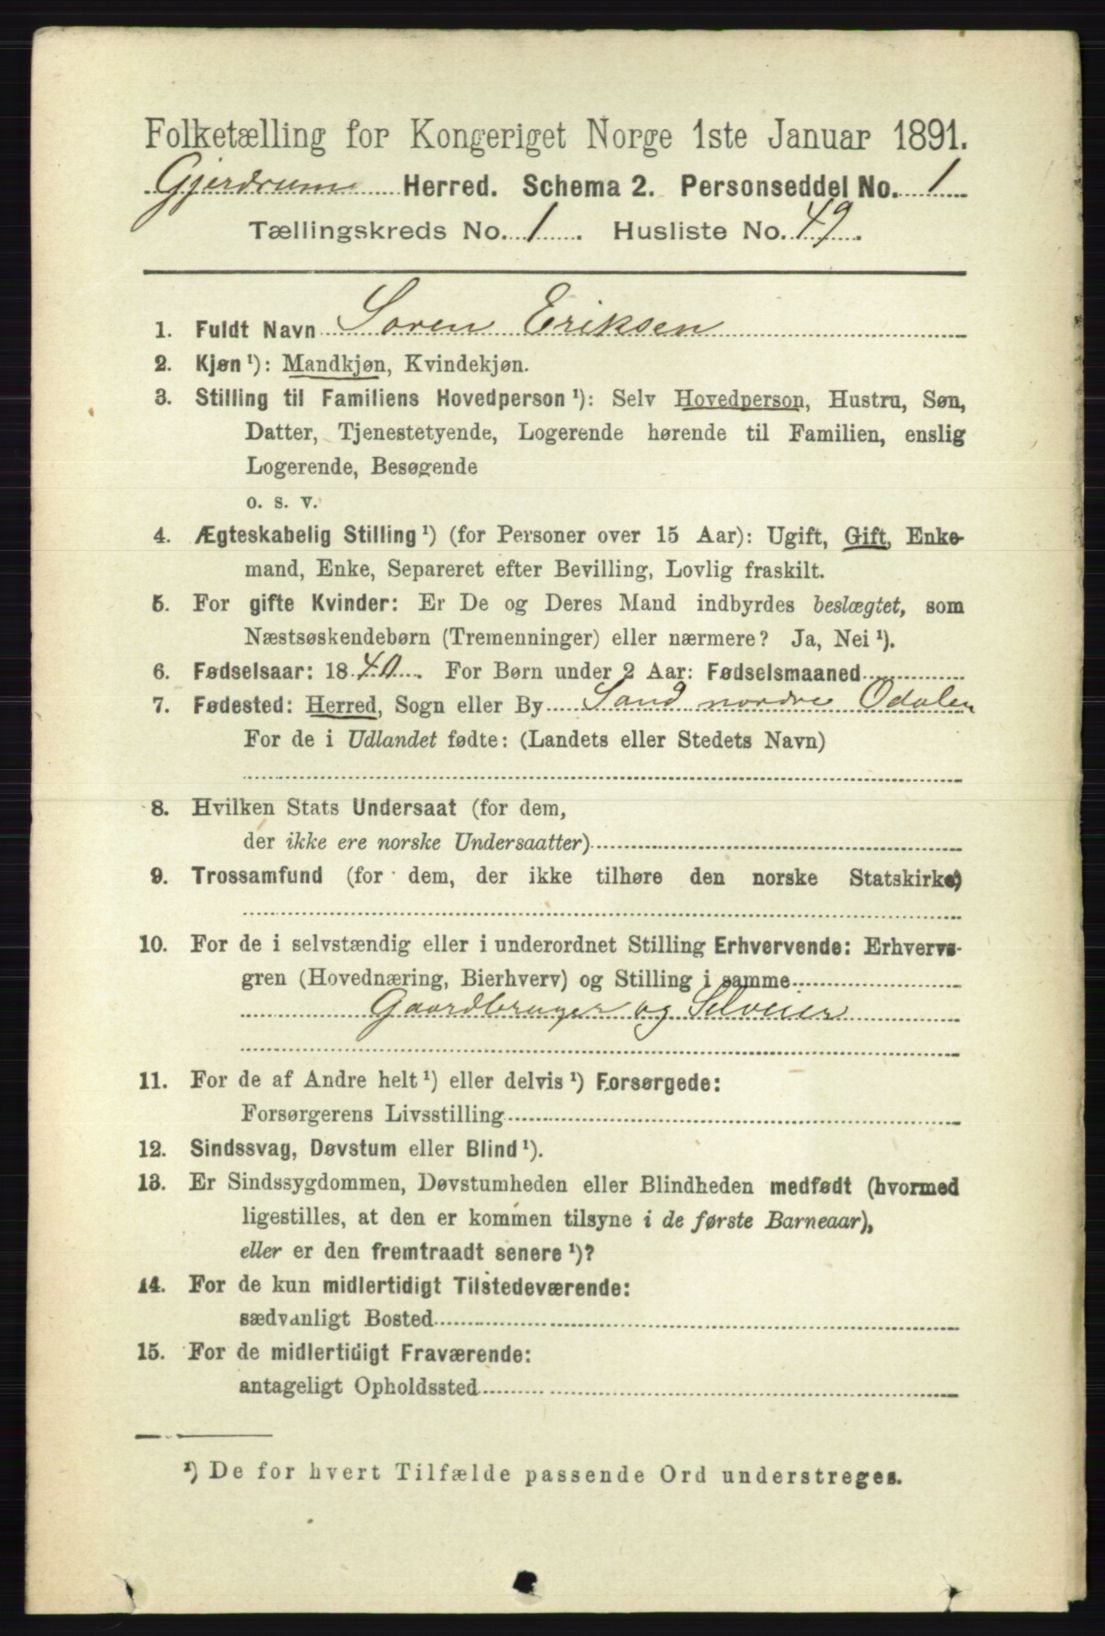 Folketælling for Kongeriget Norge 1ste Januar 1891.
Gjerdrum Herred. Schema 2. Personseddel No. 1
Tællingskreds No. 1. Husliste No. 49.
1. Fuldt Navn Soren Eriksen
2. Kjøn ¹): Mandkjøn, Kvindekjøn.
3. Stilling til Familiens Hovedperson ¹): Selv Hovedperson, Hustru, Søn,
Datter, Tjenestetyende, Logerende hørende til Familien, enslig
Logerende, Besøgende
o. s. v.
4. Ægteskabelig Stilling ¹) (for Personer over 15 Aar): Ugift, Gift, Enke-
mand, Enke, Separeret efter Bevilling, Lovlig fraskilt.
5. For gifte Kvinder: Er De og Deres Mand indbyrdes beslægtet, som
Næstsøskendebørn (Tremenninger) eller nærmere? Ja, Nei ¹).
6. Fødselsaar: 1840. For Børn under 2 Aar: Fødselsmaaned
7. Fødested: Herred, Sogn eller By Sand nordre Odalen
For de i Udlandet fødte: (Landets eller Stedets Navn)
8. Hvilken Stats Undersaat (for dem,
der ikke ere norske Undersaatter)
9. Trossamfund (for dem, der ikke tilhøre den norske Statskirke)
10. For de i selvstændig eller i underordnet Stilling Erhvervende: Erhvervs-
gren (Hovednæring, Bierhverv) og Stilling i samme
Gaardbruger og Selveier
11. For de af Andre helt ¹) eller delvis ¹) Forsørgede:
Forsørgerens Livsstilling
12. Sindssvag, Døvstum eller Blind ¹).
13. Er Sindssygdommen, Døvstumheden eller Blindheden medfødt (hvormed
ligestilles, at den er kommen tilsyne i de første Barneaar),
eller er den fremtraadt senere ¹)?
14. For de kun midlertidigt Tilstedeværende:
sædvanligt Bosted
15. For de midlertidigt Fraværende:
antageligt Opholdssted
¹) De for hvert Tilfælde passende Ord understreges.